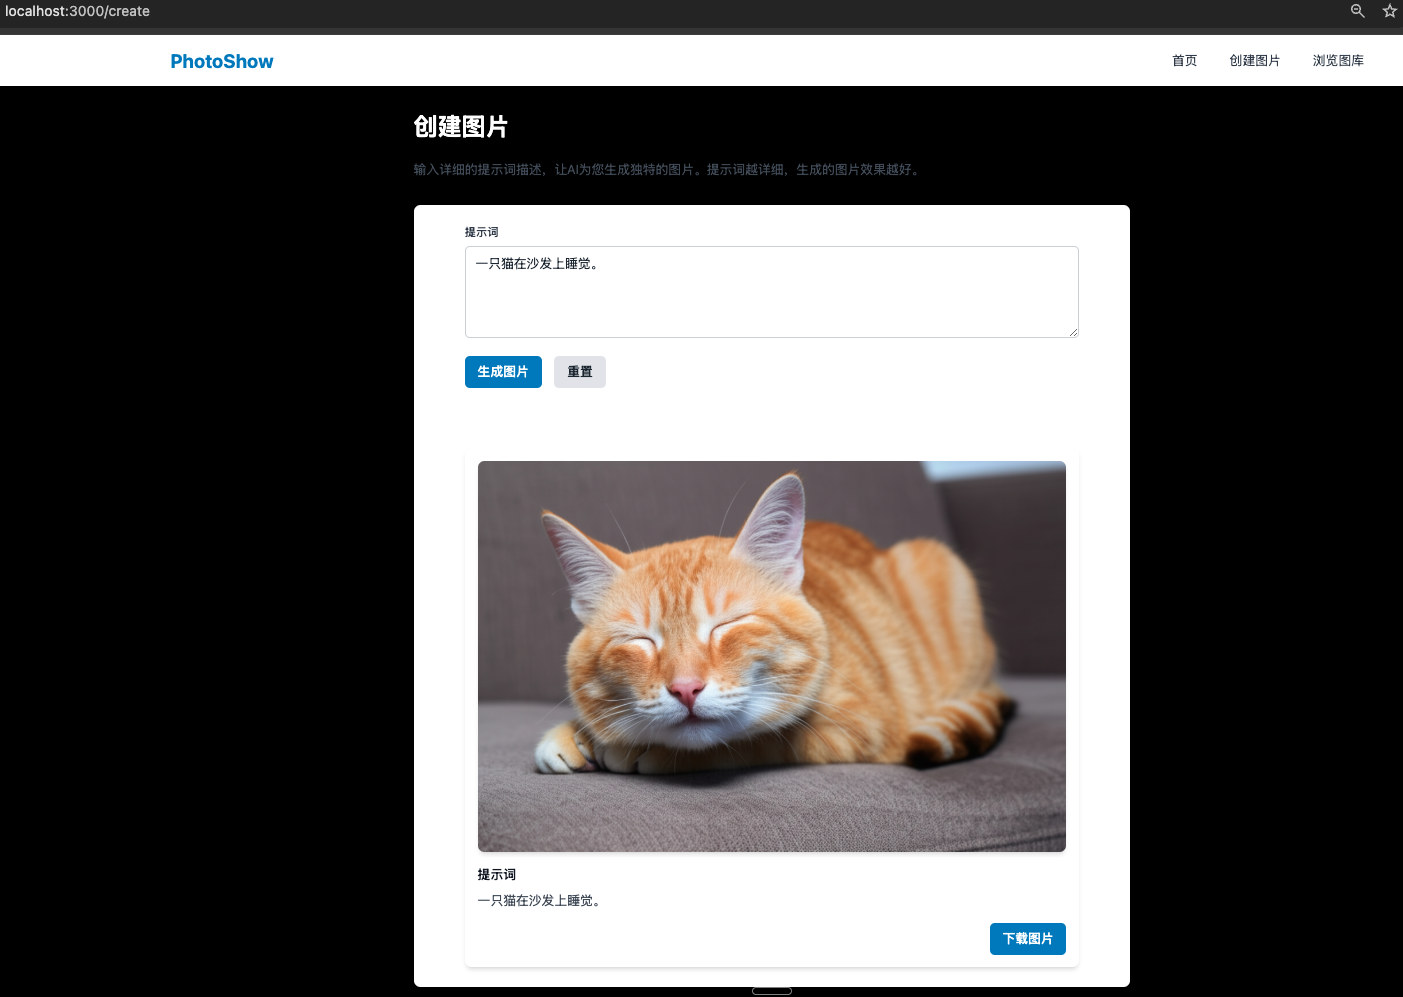 localhost:3000/create
PhotoShow
首页
创建图片
浏览图库
创建图片
输入详细的提示词描述，让AI为您生成独特的图片。提示词越详细，生成的图片效果越好。
提示词
一只猫在沙发上睡觉。
生成图片
重置
提示词
一只猫在沙发上睡觉。
下载图片